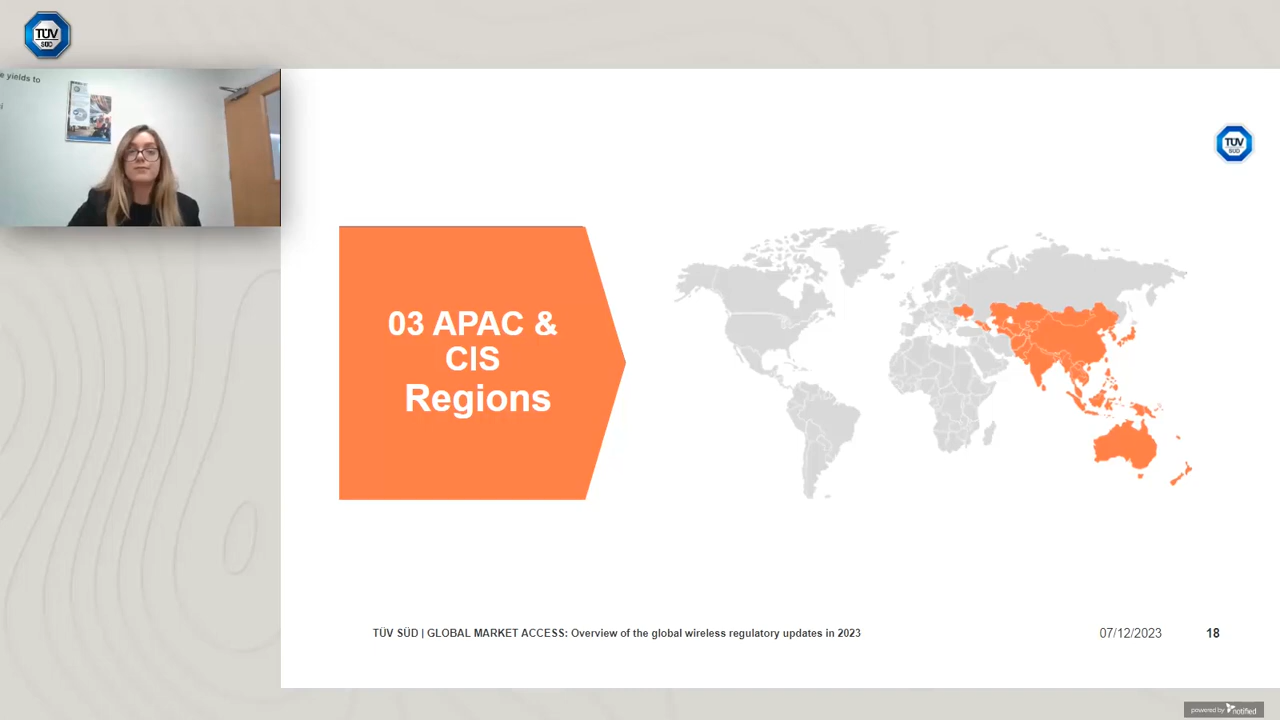 TÜV
SÜD
e yields to
TÜV
SÜD
03 APAC &
CIS
Regions
TÜV SÜD | GLOBAL MARKET ACCESS: Overview of the global wireless regulatory updates in 2023
07/12/2023
18
powered by notified